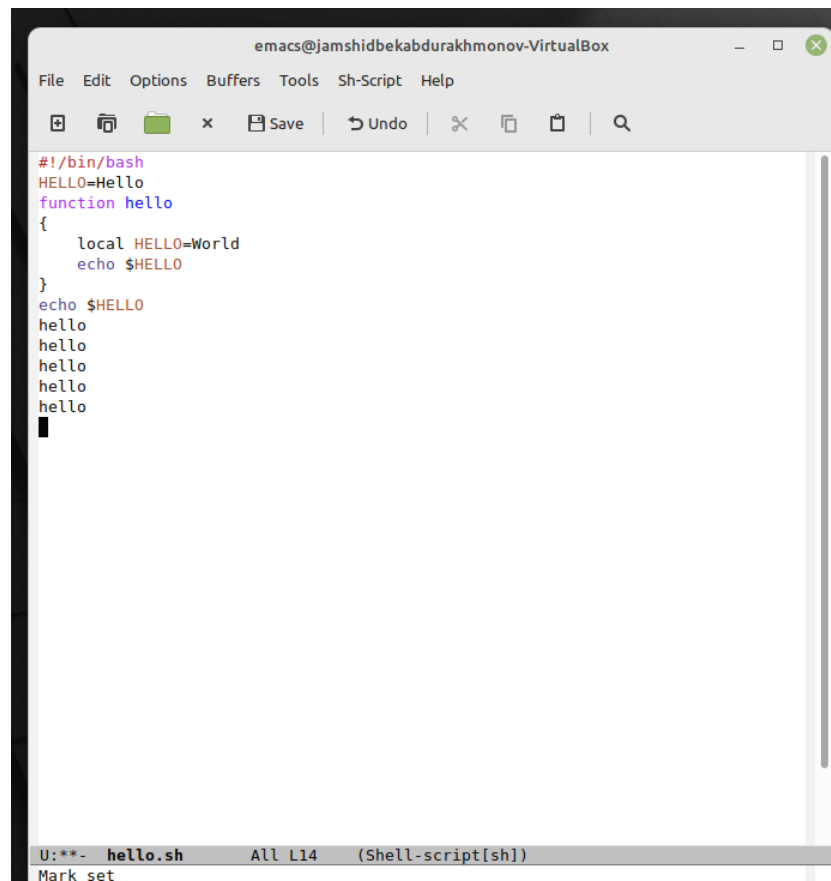 emacs@jamshidbekabdurakhmonov-VirtualBox
File Edit Options Buffers Tools Sh-Script Help
Save Undo
#!/bin/bash
HELLO=Hello
function hello
{
    local HELLO=World
    echo $HELLO
}
echo $HELLO
hello
hello
hello
hello
hello
U:**- hello.sh All L14 (Shell-script[sh])
Mark set